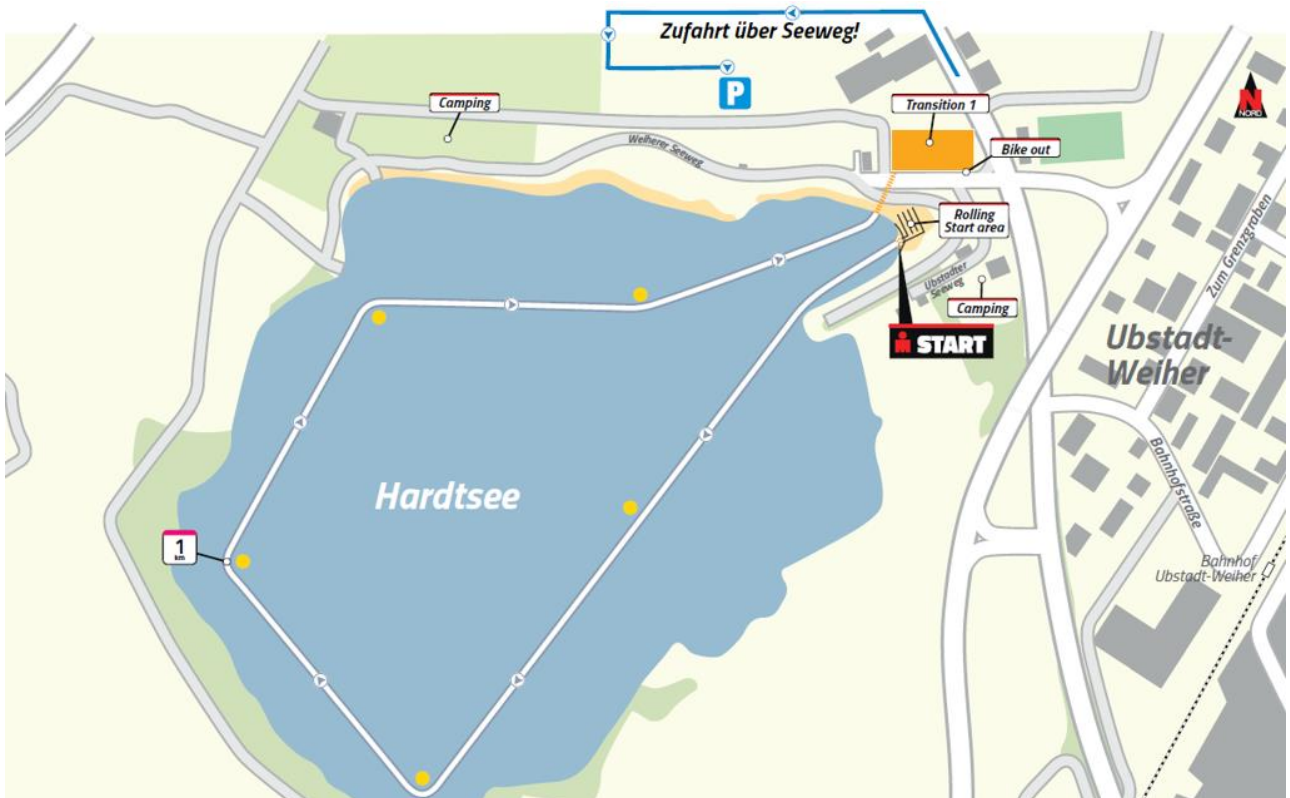 Zufahrt über Seeweg!
P
N
NORD
Camping
Transition 1
Bike out
Weiherer Seeweg
Rolling
Start area
Zum Grenzgraben
Ubstadter
Seeweg
Camping
START
Ubstadt-
Weiher
Bahnhofstraße
Hardtsee
1
km
Bahnhof
Ubstadt-Weiher